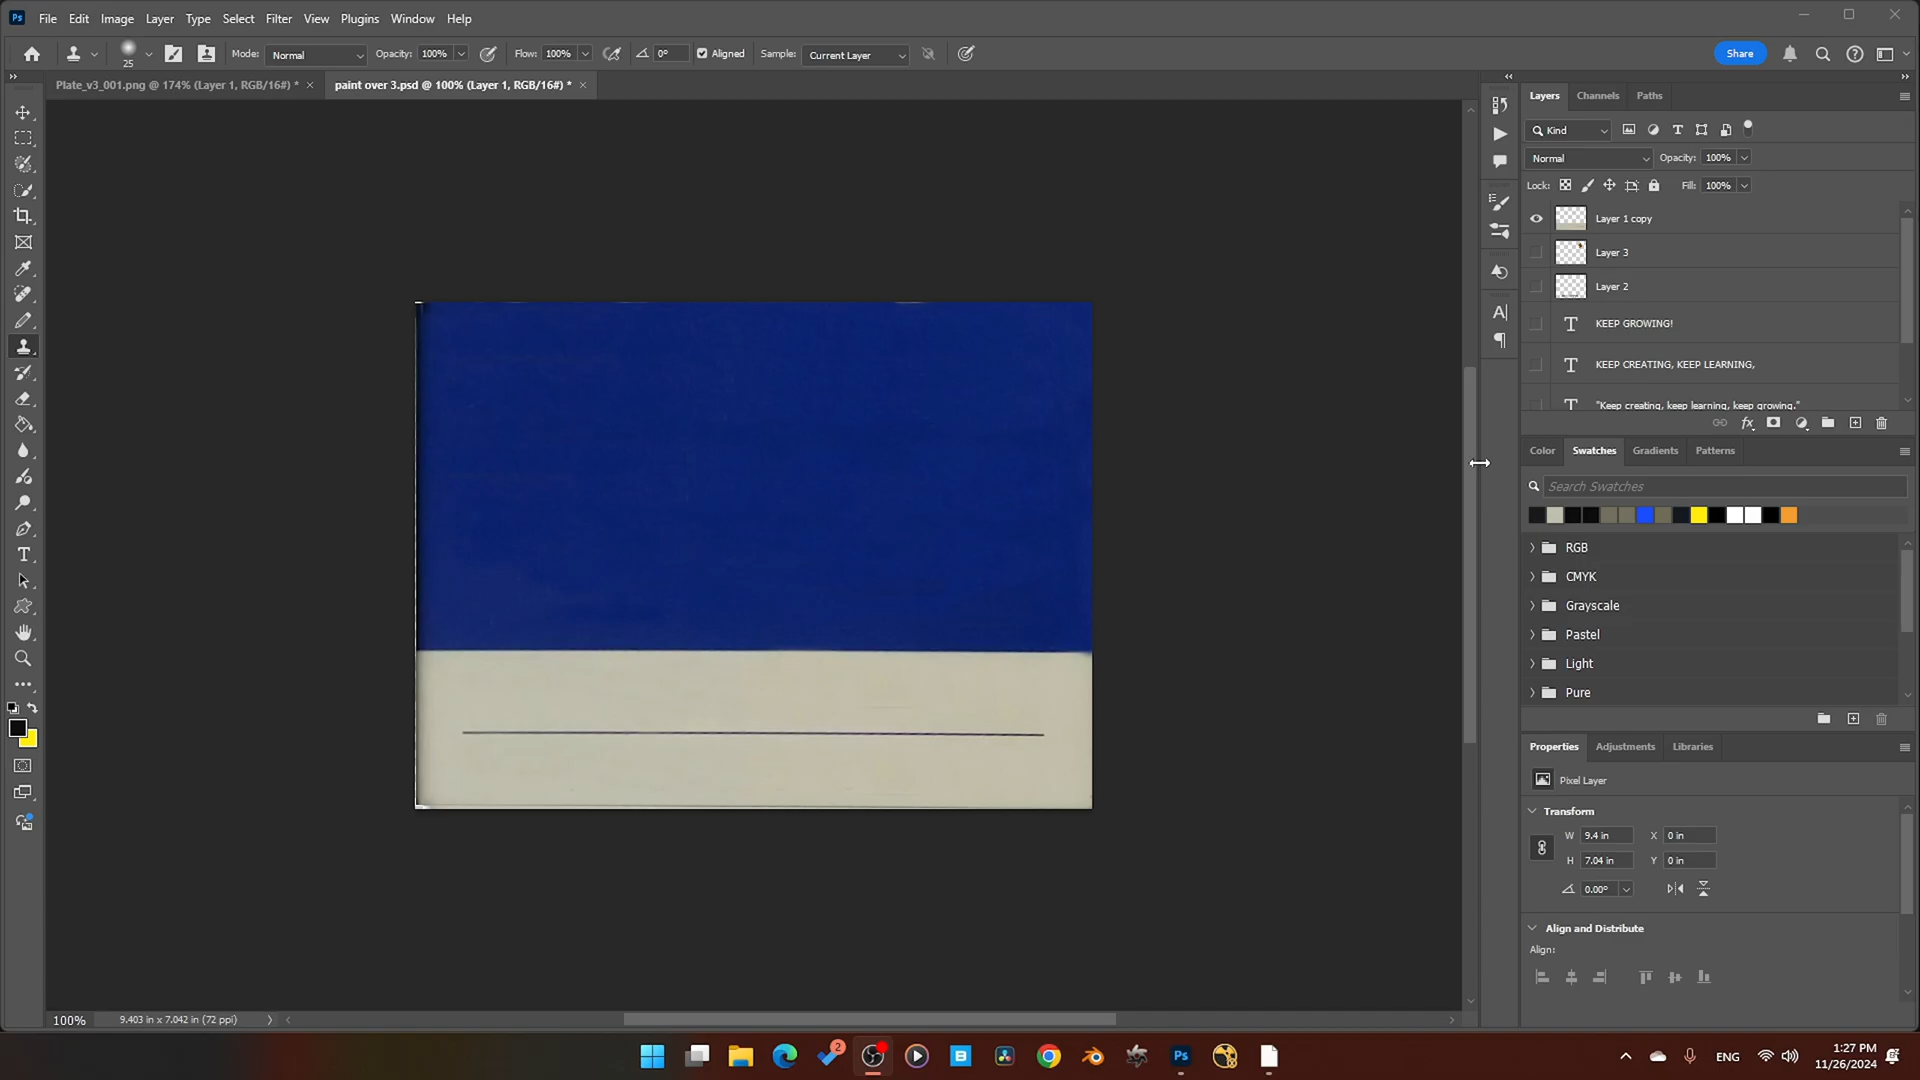 Ps File Edit Image Layer Type Select Filter View Plugins Window Help
25 Mode: Normal Opacity: 100% Flow: 100% 0° Aligned Sample: Current Layer Share
Plate_v3_001.png @ 174% (Layer 1, RGB/16#) * paint over 3.psd @ 100% (Layer 1, RGB/16#) *
Layers Channels Paths
Kind
Normal Opacity: 100%
Lock: Fill: 100%
Layer 1 copy
Layer 3
Layer 2
KEEP GROWING!
KEEP CREATING, KEEP LEARNING,
"Keep creating, keep learning, keep growing."
Color Swatches Gradients Patterns
Search Swatches
RGB
CMYK
Grayscale
Pastel
Light
Pure
Properties Adjustments Libraries
Pixel Layer
Transform
W 9.4 in X 0 in
H 7.04 in Y 0 in
0.00°
Align and Distribute
Align:
100% 9.403 in x 7.042 in (72 ppi)
2 Ps ENG 1:27 PM
11/26/2024